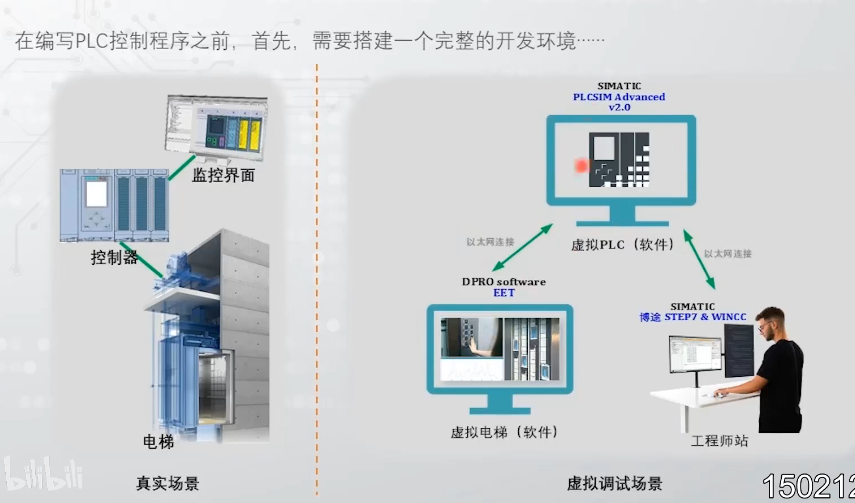 在编写PLC控制程序之前，首先，需要搭建一个完整的开发环境……
监控界面
控制器
电梯
真实场景
SIMATIC
PLCSIM Advanced
v2.0
虚拟PLC（软件）
以太网连接
以太网连接
DPRO software
EET
虚拟电梯（软件）
SIMATIC
博途 STEP7 & WINCC
工程师站
虚拟调试场景
bilibili
150212